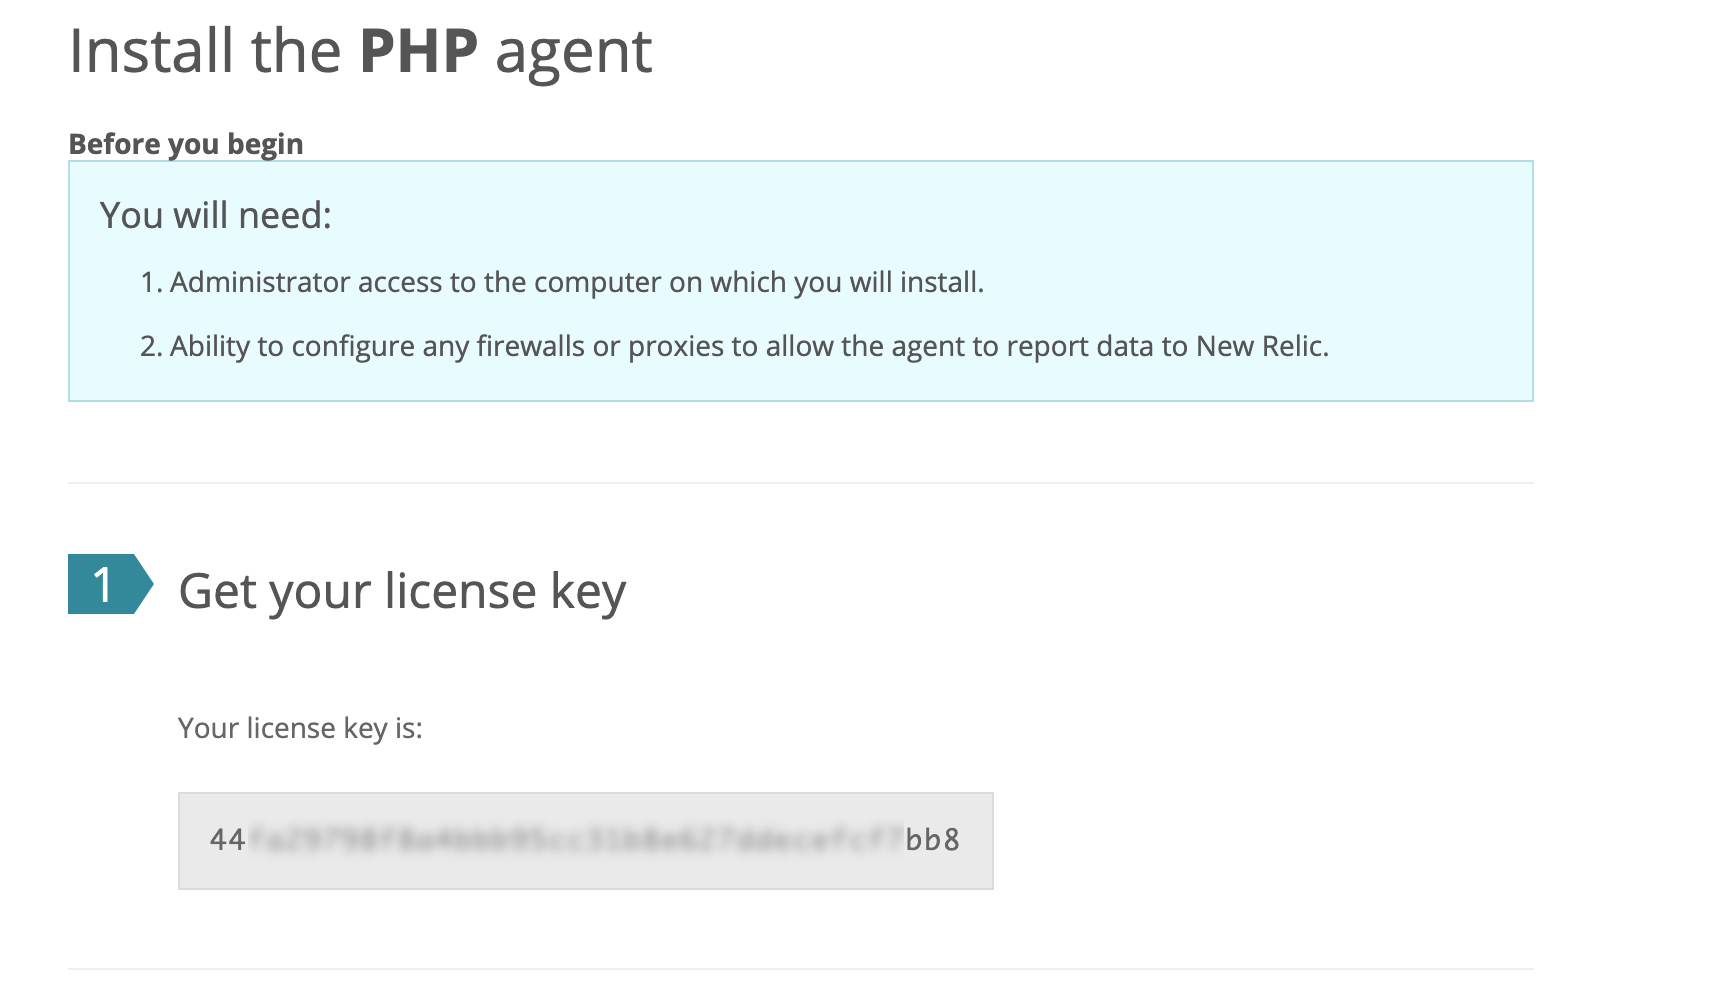 Install the PHP agent
Before you begin
You will need:
1. Administrator access to the computer on which you will install.
2. Ability to configure any firewalls or proxies to allow the agent to report data to New Relic.
1 Get your license key
Your license key is:
44 bb8